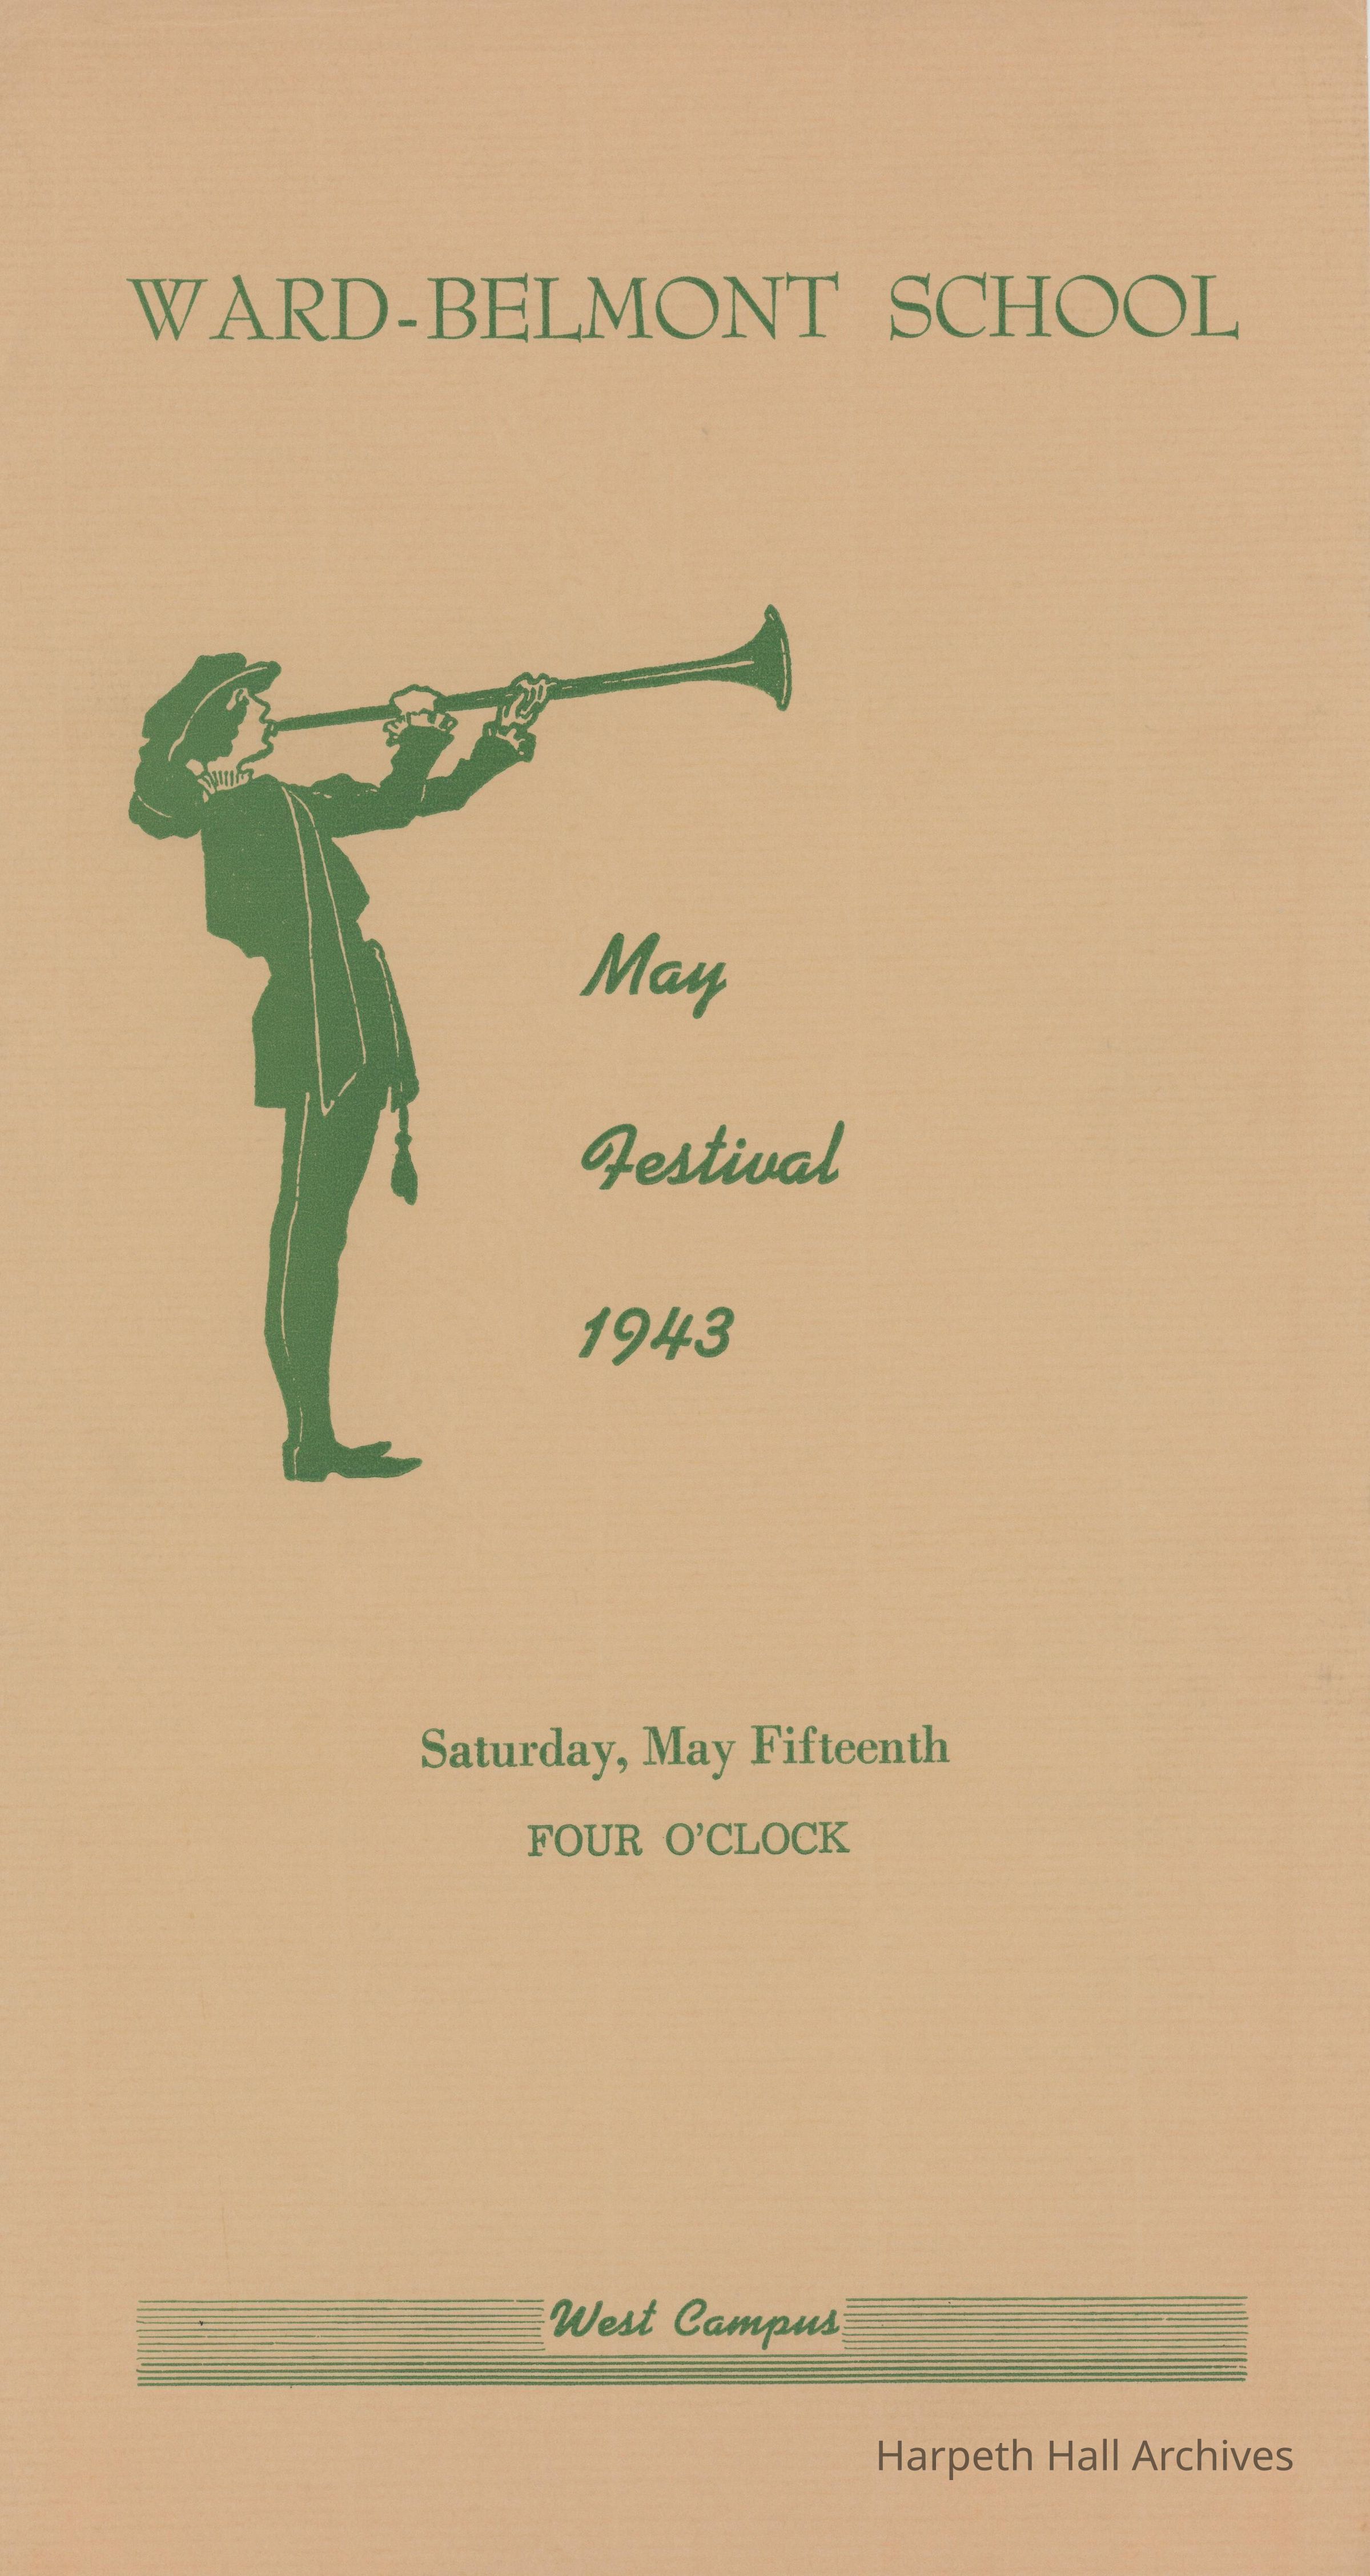 WARD-BELMONT SCHOOL
May
Festival
1943
Saturday, May Fifteenth
FOUR O'CLOCK
West Campus
Harpeth Hall Archives